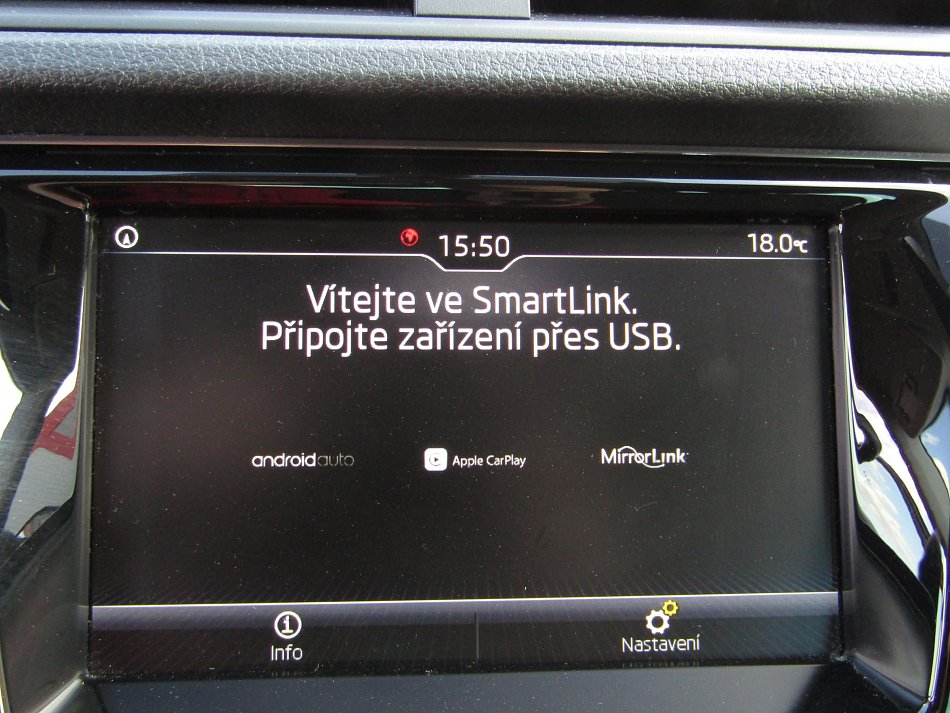 15:50
18.0°C
Vítejte ve SmartLink.
Připojte zařízení přes USB.
androidauto
Apple CarPlay
MirrorLink
Info
Nastavení